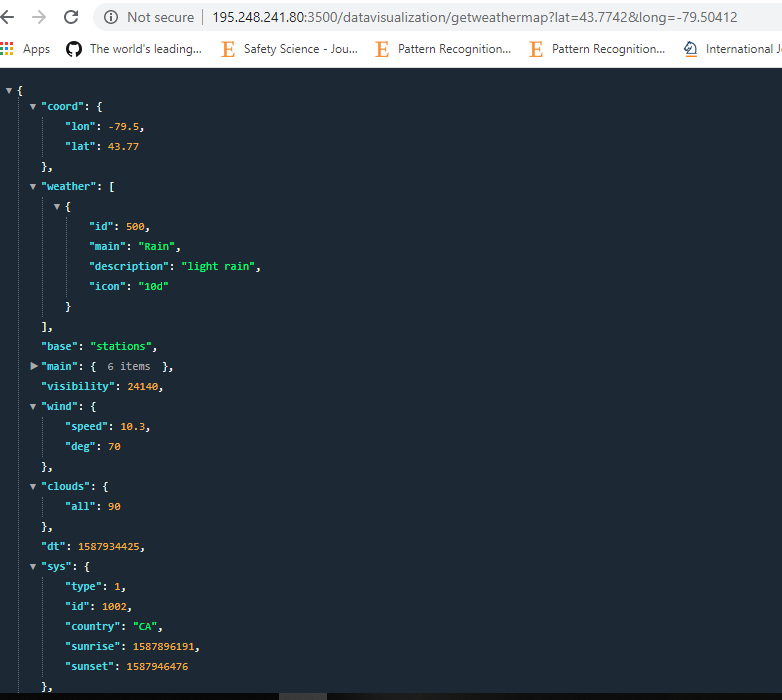 Not secure | 195.248.241.80:3500/datavisualization/getweathermap?lat=43.7742&long=-79.50412
Apps The world's leading... Safety Science - Jou... Pattern Recognition... Pattern Recognition... International J
{
"coord": {
"lon": -79.5,
"lat": 43.77
},
"weather": [
{
"id": 500,
"main": "Rain",
"description": "light rain",
"icon": "10d"
}
],
"base": "stations",
"main": { 6 items },
"visibility": 24140,
"wind": {
"speed": 10.3,
"deg": 70
},
"clouds": {
"all": 90
},
"dt": 1587934425,
"sys": {
"type": 1,
"id": 1002,
"country": "CA",
"sunrise": 1587896191,
"sunset": 1587946476
},